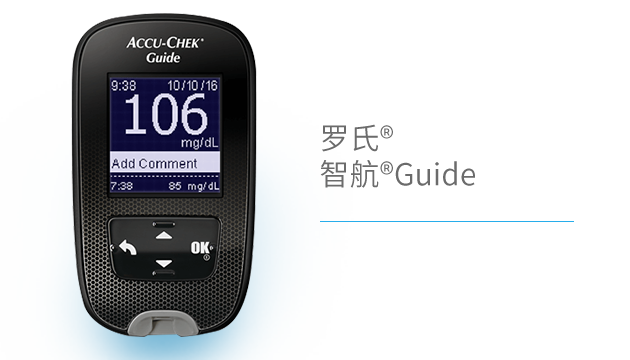 ACCU-CHEK®
Guide
9:38 10/10/16
106
mg/dL
Add Comment
7:38 85 mg/dL
OK
罗氏®
智航®Guide